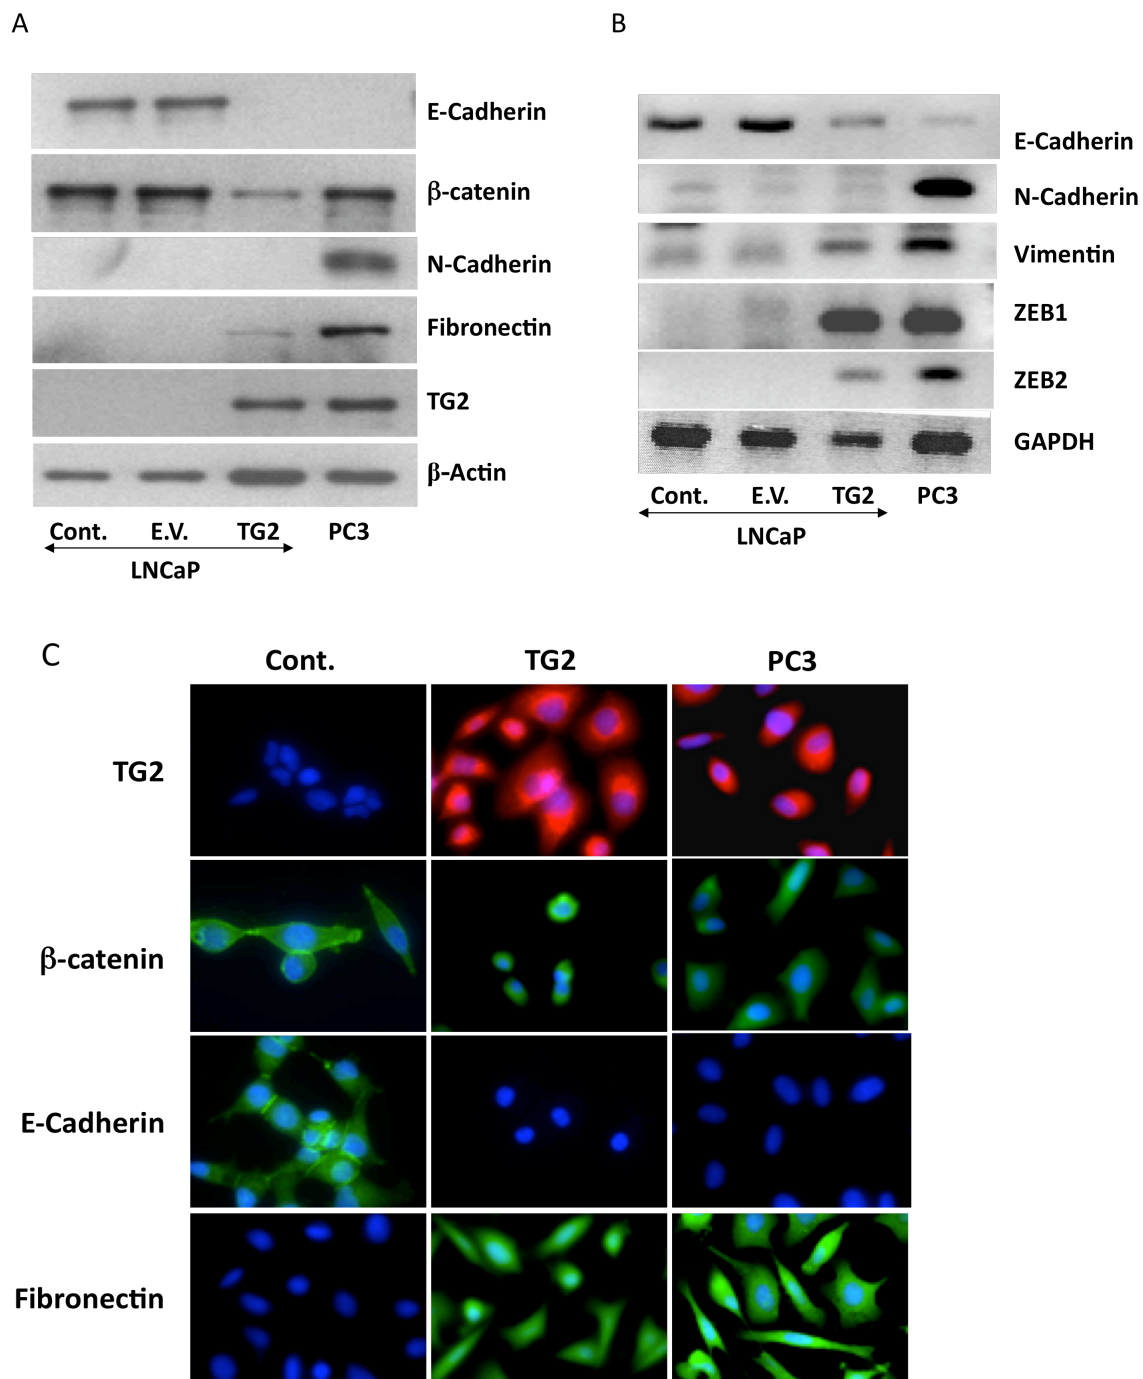 A
B
E-Cadherin
β-catenin
N-Cadherin
Fibronectin
TG2
β-Actin
Cont. E.V. TG2 PC3
LNCaP
E-Cadherin
N-Cadherin
Vimentin
ZEB1
ZEB2
GAPDH
Cont. E.V. TG2 PC3
LNCaP
C
Cont. TG2 PC3
TG2
β-catenin
E-Cadherin
Fibronectin